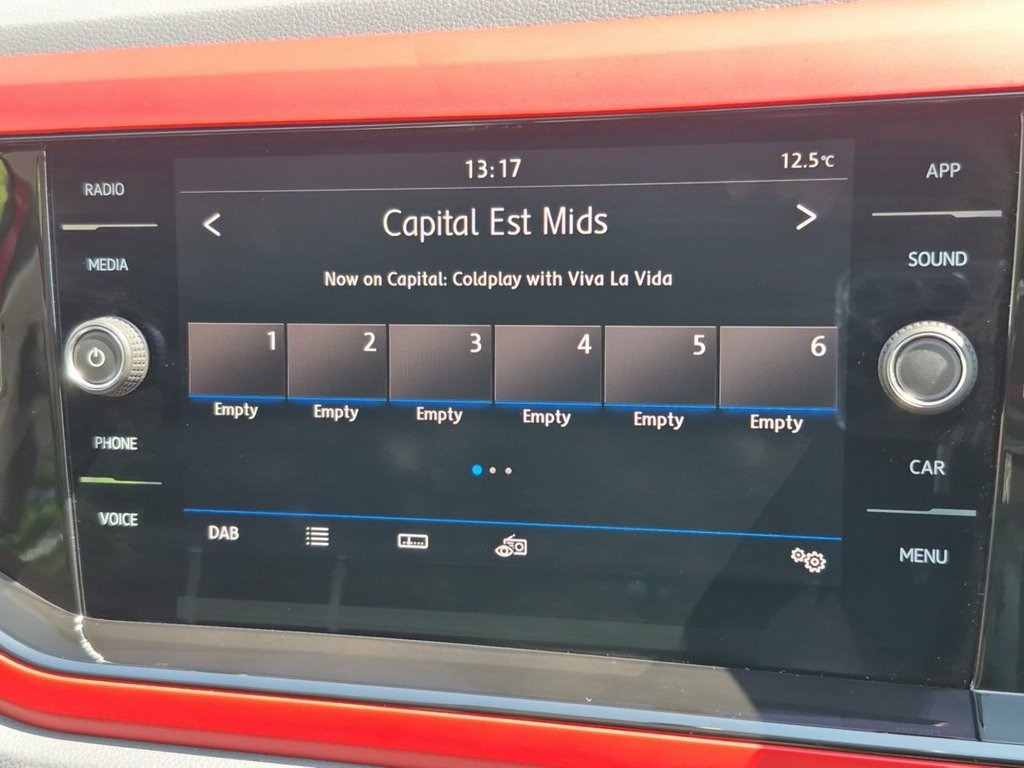 13:17
12.5°C
RADIO
APP
< Capital Est Mids >
MEDIA
SOUND
Now on Capital: Coldplay with Viva La Vida
1 2 3 4 5 6
Empty Empty Empty Empty Empty Empty
PHONE
CAR
VOICE
DAB
MENU